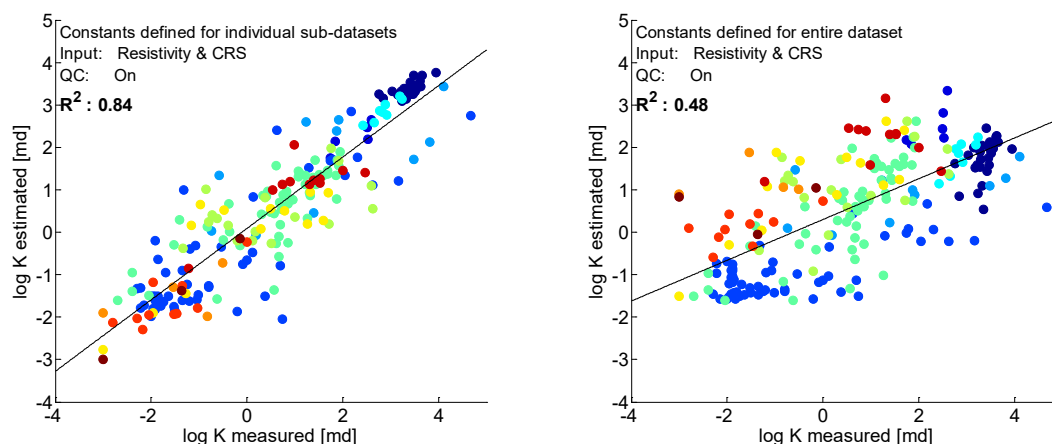 Constants defined for individual sub-datasets
Input: Resistivity & CRS
QC: On
R² : 0.84
5
4
3
2
1
0
-1
-2
-3
-4
log K estimated [md]
-4 -2 0 2 4
log K measured [md]
Constants defined for entire dataset
Input: Resistivity & CRS
QC: On
R² : 0.48
5
4
3
2
1
0
-1
-2
-3
-4
log K estimated [md]
-4 -2 0 2 4
log K measured [md]